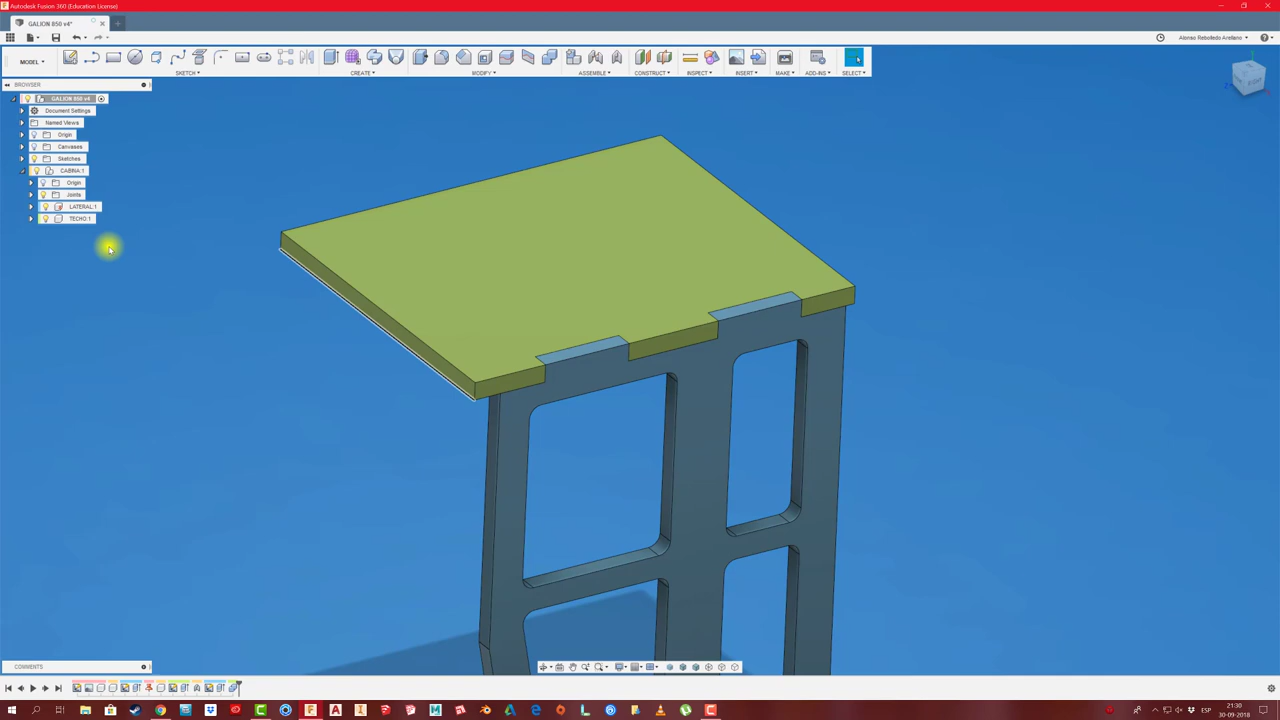 Autodesk Fusion 360 (Education License)
GALION 850 v4*
Alonso Rebolledo Arellano
MODEL
SKETCH
CREATE
MODIFY
ASSEMBLE
CONSTRUCT
INSPECT
INSERT
MAKE
ADD-INS
SELECT
BROWSER
GALION 850 v4
Document Settings
Named Views
Origin
Canvases
Sketches
CABINA:1
Origin
Joints
LATERAL:1
TECHO:1
COMMENTS
ESP
21:30
30-09-2018